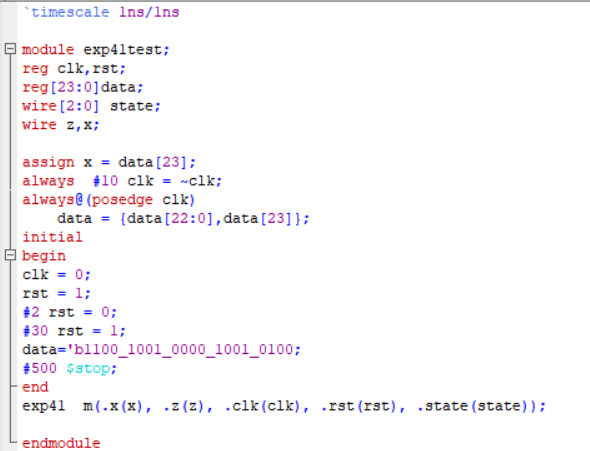 `timescale 1ns/1ns
module exp41test;
reg clk,rst;
reg[23:0]data;
wire[2:0] state;
wire z,x;
assign x = data[23];
always  #10 clk = ~clk;
always@(posedge clk)
    data = {data[22:0],data[23]};
initial
begin
clk = 0;
rst = 1;
#2 rst = 0;
#30 rst = 1;
data='b1100_1001_0000_1001_0100;
#500 $stop;
end
exp41  m(.x(x), .z(z), .clk(clk), .rst(rst), .state(state));
endmodule